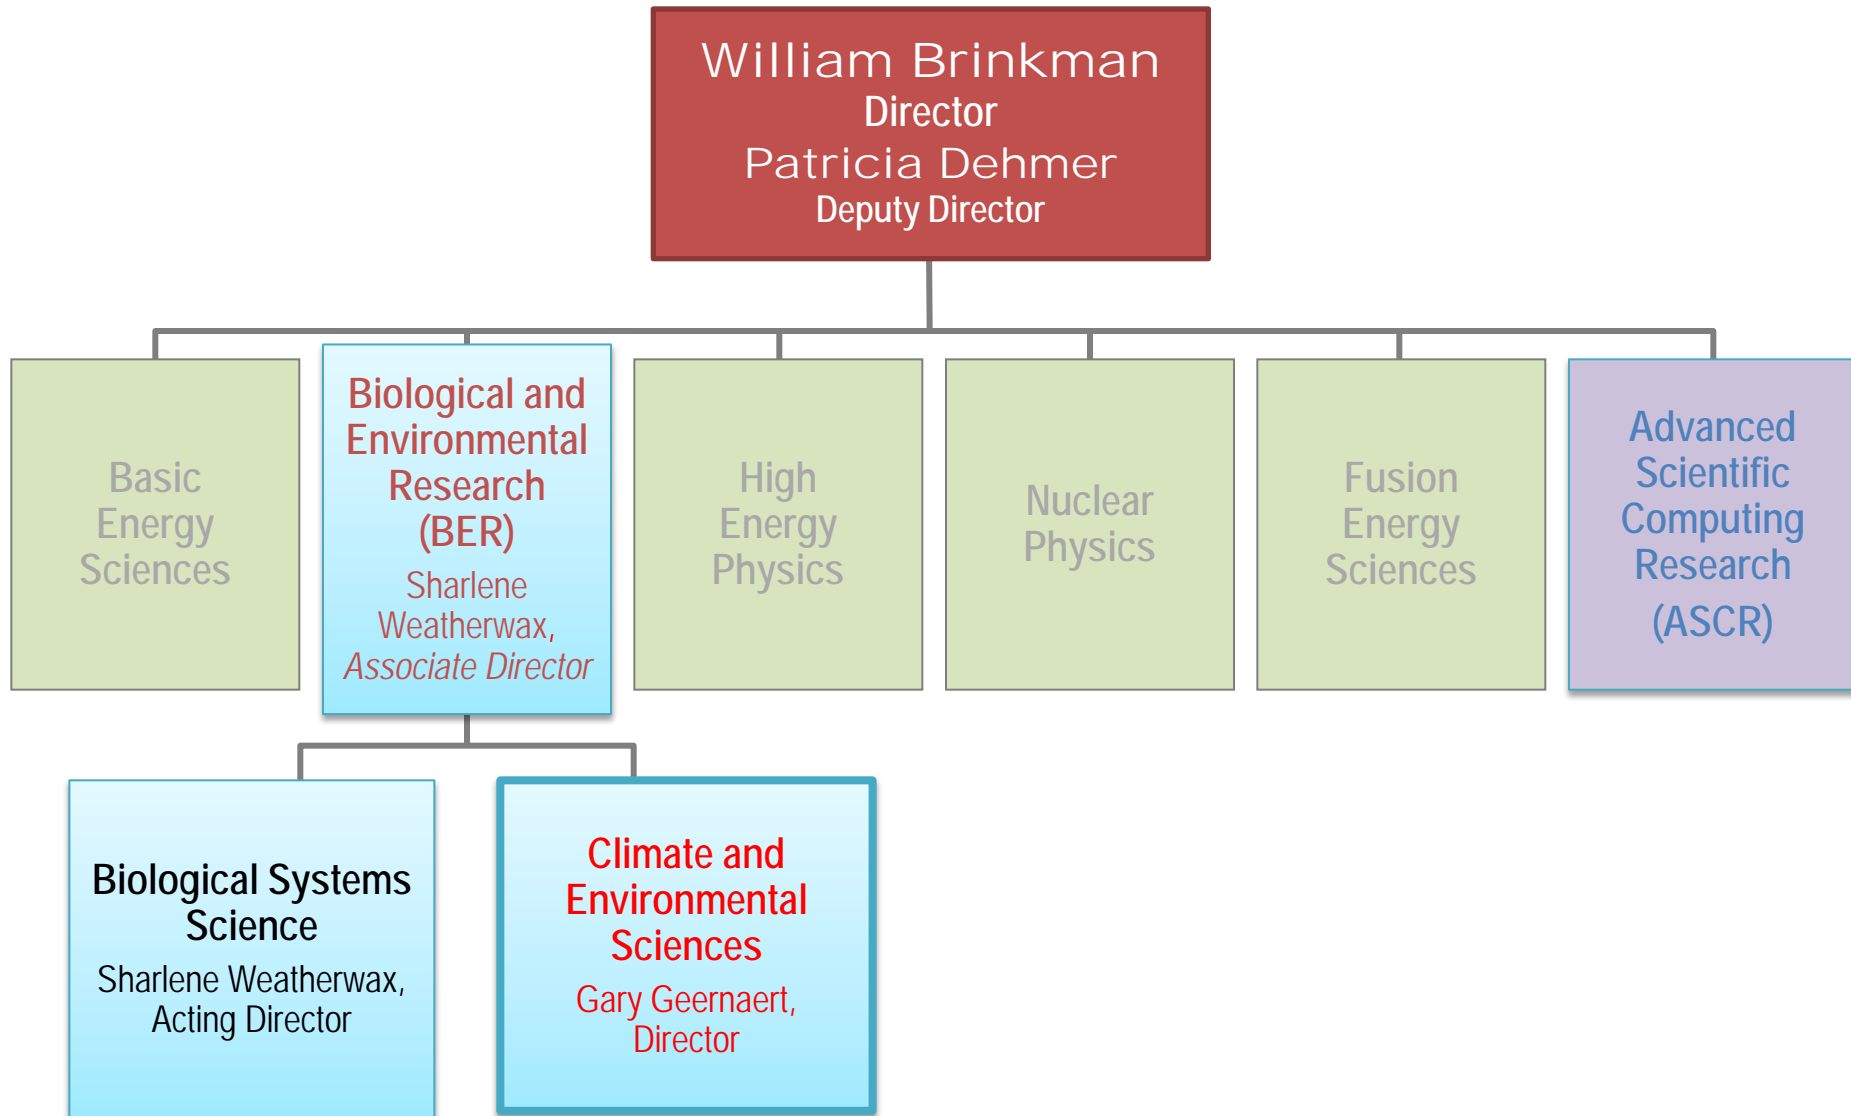 William Brinkman
Director
Patricia Dehmer
Deputy Director
Basic
Energy
Sciences
Biological and
Environmental
Research
(BER)
Sharlene
Weatherwax,
Associate Director
High
Energy
Physics
Nuclear
Physics
Fusion
Energy
Sciences
Advanced
Scientific
Computing
Research
(ASCR)
Biological Systems
Science
Sharlene Weatherwax,
Acting Director
Climate and
Environmental
Sciences
Gary Geernaert,
Director